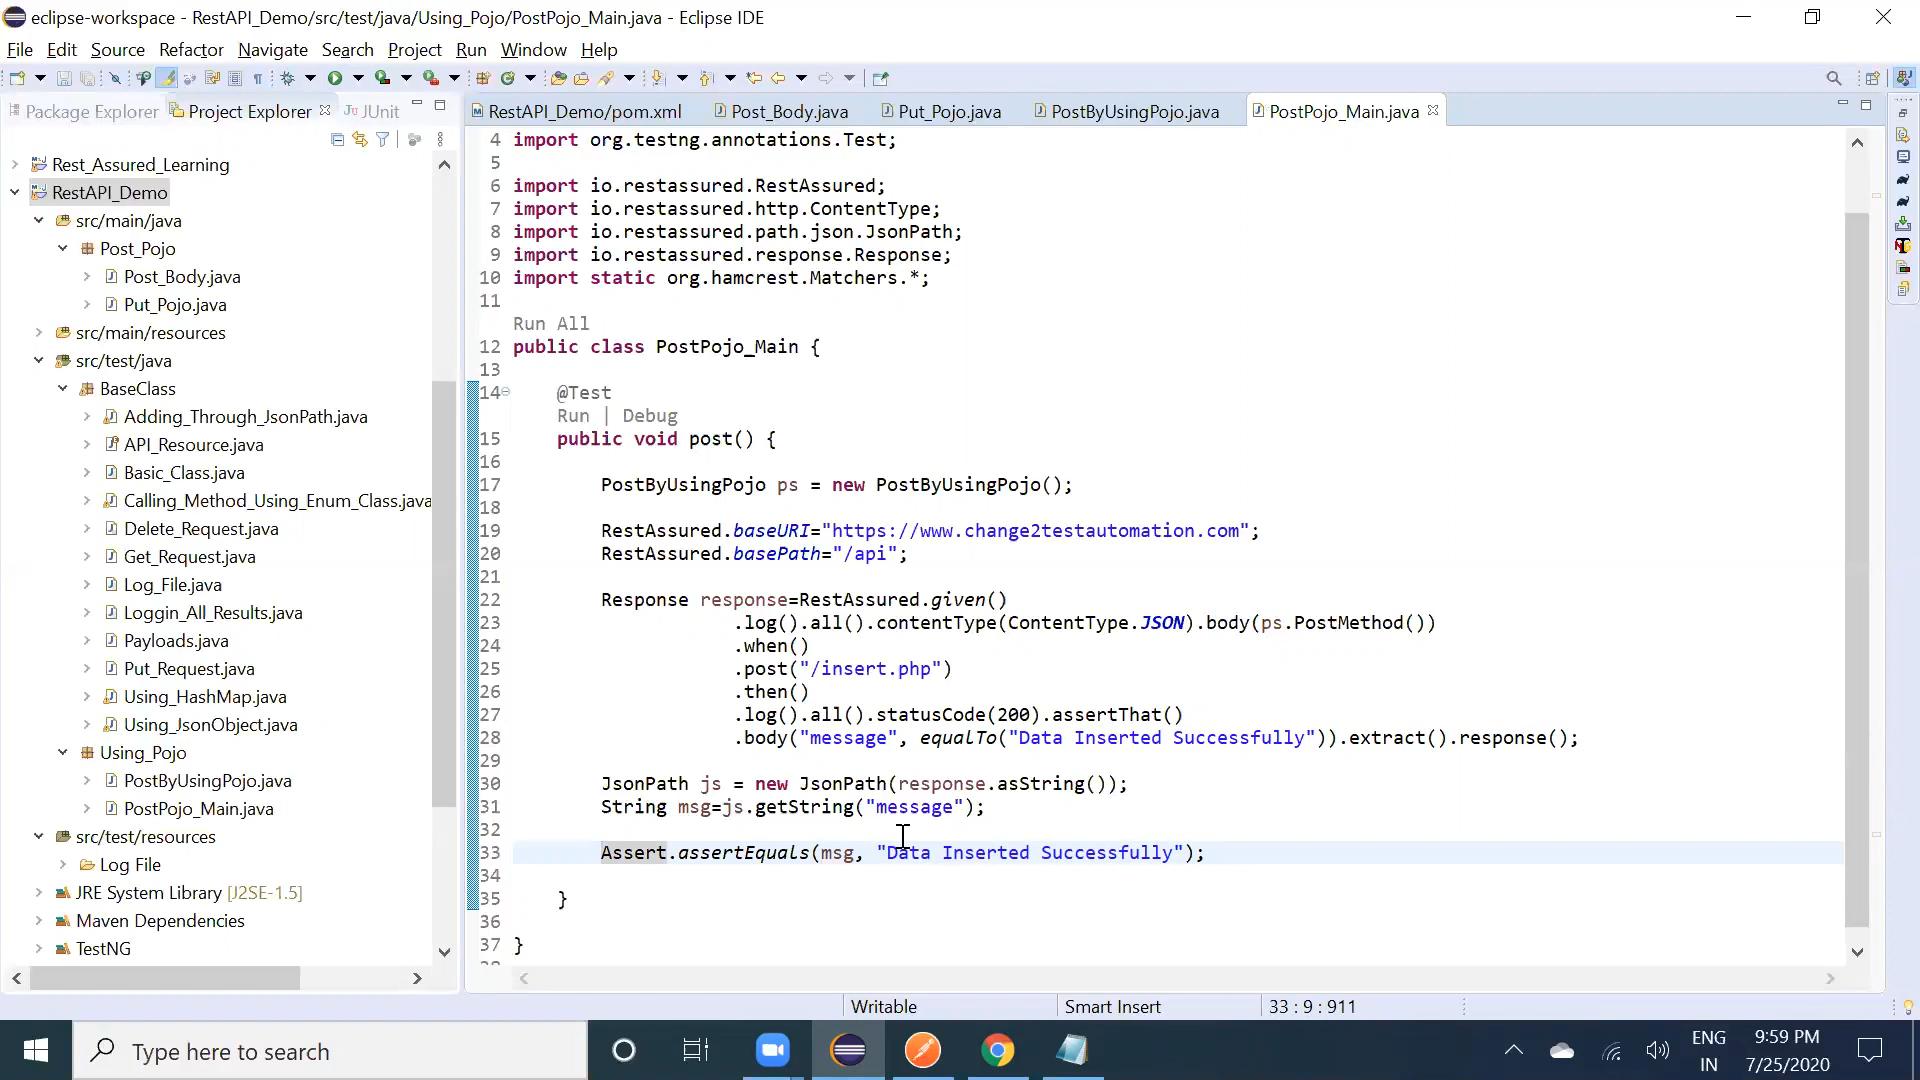 eclipse-workspace - RestAPI_Demo/src/test/java/Using_Pojo/PostPojo_Main.java - Eclipse IDE
File Edit Source Refactor Navigate Search Project Run Window Help
Package Explorer Project Explorer JUnit
RestAPI_Demo/pom.xml Post_Body.java Put_Pojo.java PostByUsingPojo.java PostPojo_Main.java
Rest_Assured_Learning
RestAPI_Demo
src/main/java
Post_Pojo
Post_Body.java
Put_Pojo.java
src/main/resources
src/test/java
BaseClass
Adding_Through_JsonPath.java
API_Resource.java
Basic_Class.java
Calling_Method_Using_Enum_Class.java
Delete_Request.java
Get_Request.java
Log_File.java
Loggin_All_Results.java
Payloads.java
Put_Request.java
Using_HashMap.java
Using_JsonObject.java
Using_Pojo
PostByUsingPojo.java
PostPojo_Main.java
src/test/resources
Log File
JRE System Library [J2SE-1.5]
Maven Dependencies
TestNG
4 import org.testng.annotations.Test;
5
6 import io.restassured.RestAssured;
7 import io.restassured.http.ContentType;
8 import io.restassured.path.json.JsonPath;
9 import io.restassured.response.Response;
10 import static org.hamcrest.Matchers.*;
11
Run All
12 public class PostPojo_Main {
13
14 @Test
Run | Debug
15 public void post() {
16
17 PostByUsingPojo ps = new PostByUsingPojo();
18
19 RestAssured.baseURI="https://www.change2testautomation.com";
20 RestAssured.basePath="/api";
21
22 Response response=RestAssured.given()
23 .log().all().contentType(ContentType.JSON).body(ps.PostMethod())
24 .when()
25 .post("/insert.php")
26 .then()
27 .log().all().statusCode(200).assertThat()
28 .body("message", equalTo("Data Inserted Successfully")).extract().response();
29
30 JsonPath js = new JsonPath(response.asString());
31 String msg=js.getString("message");
32
33 Assert.assertEquals(msg, "Data Inserted Successfully");
34
35 }
36
37 }
Writable Smart Insert 33 : 9 : 911
Type here to search
ENG
IN
9:59 PM
7/25/2020